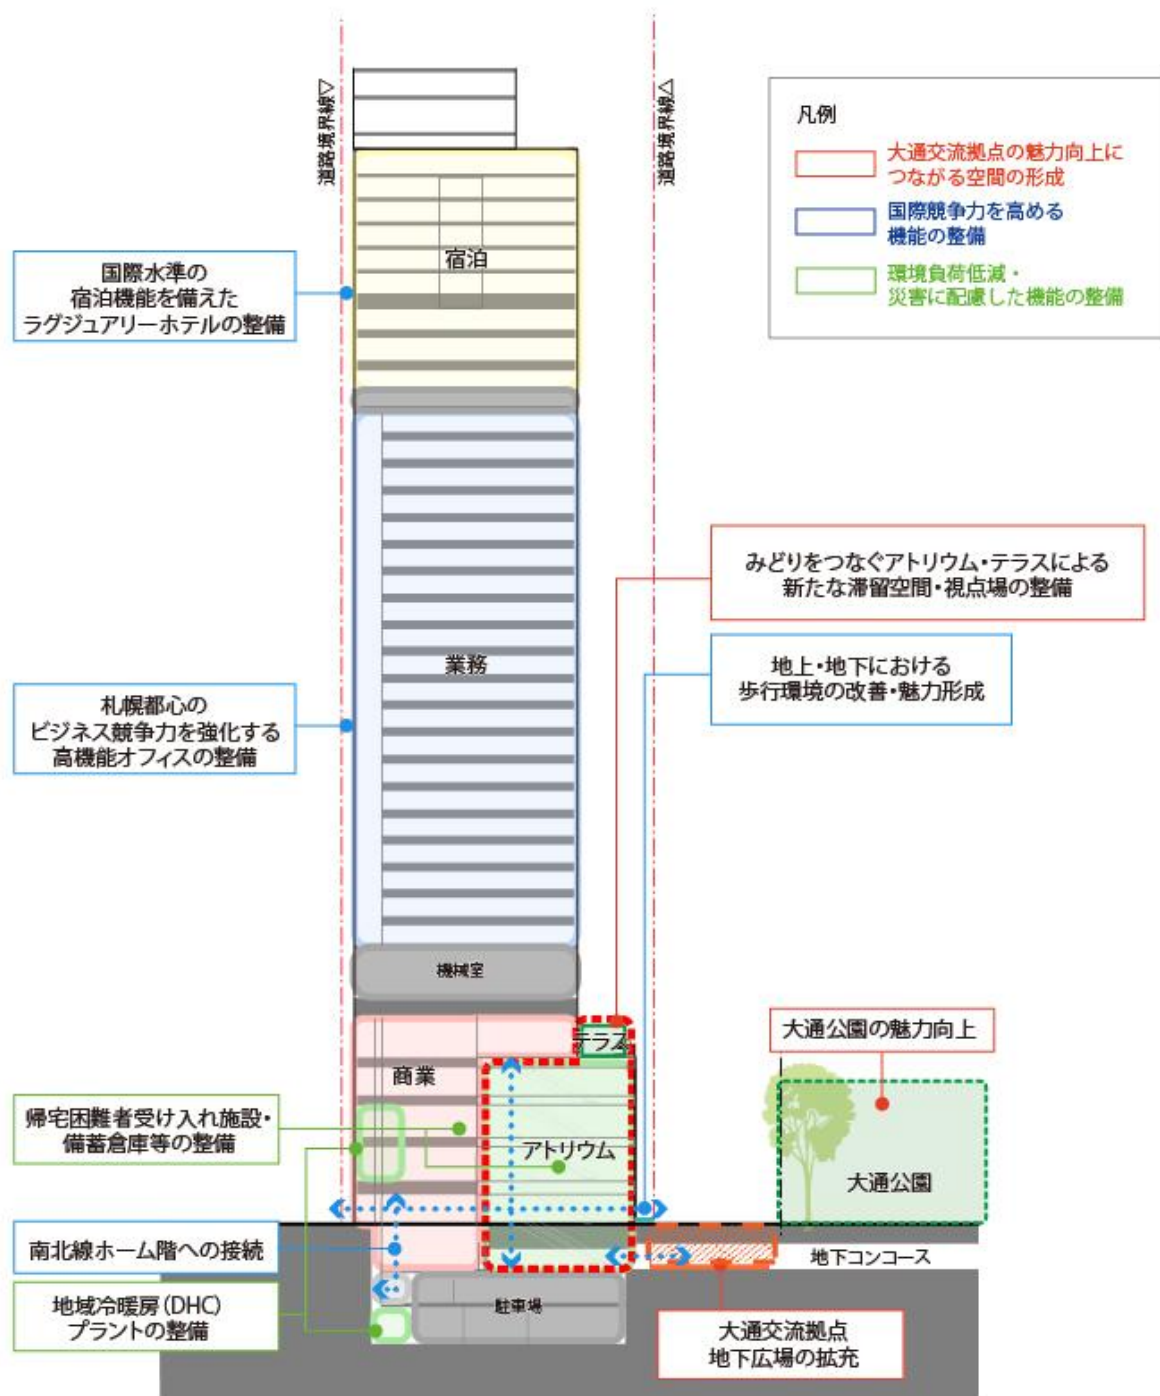 道路境界線▽
道路境界線△
凡例
大通交流拠点の魅力向上に
つながる空間の形成
国際競争力を高める
機能の整備
環境負荷低減・
災害に配慮した機能の整備
宿泊
国際水準の
宿泊機能を備えた
ラグジュアリーホテルの整備
みどりをつなぐアトリウム・テラスによる
新たな滞留空間・視点場の整備
業務
地上・地下における
歩行環境の改善・魅力形成
札幌都心の
ビジネス競争力を強化する
高機能オフィスの整備
機械室
テラス
大通公園の魅力向上
商業
帰宅困難者受け入れ施設・
備蓄倉庫等の整備
アトリウム
大通公園
南北線ホーム階への接続
地下コンコース
地域冷暖房(DHC)
プラントの整備
駐車場
大通交流拠点
地下広場の拡充